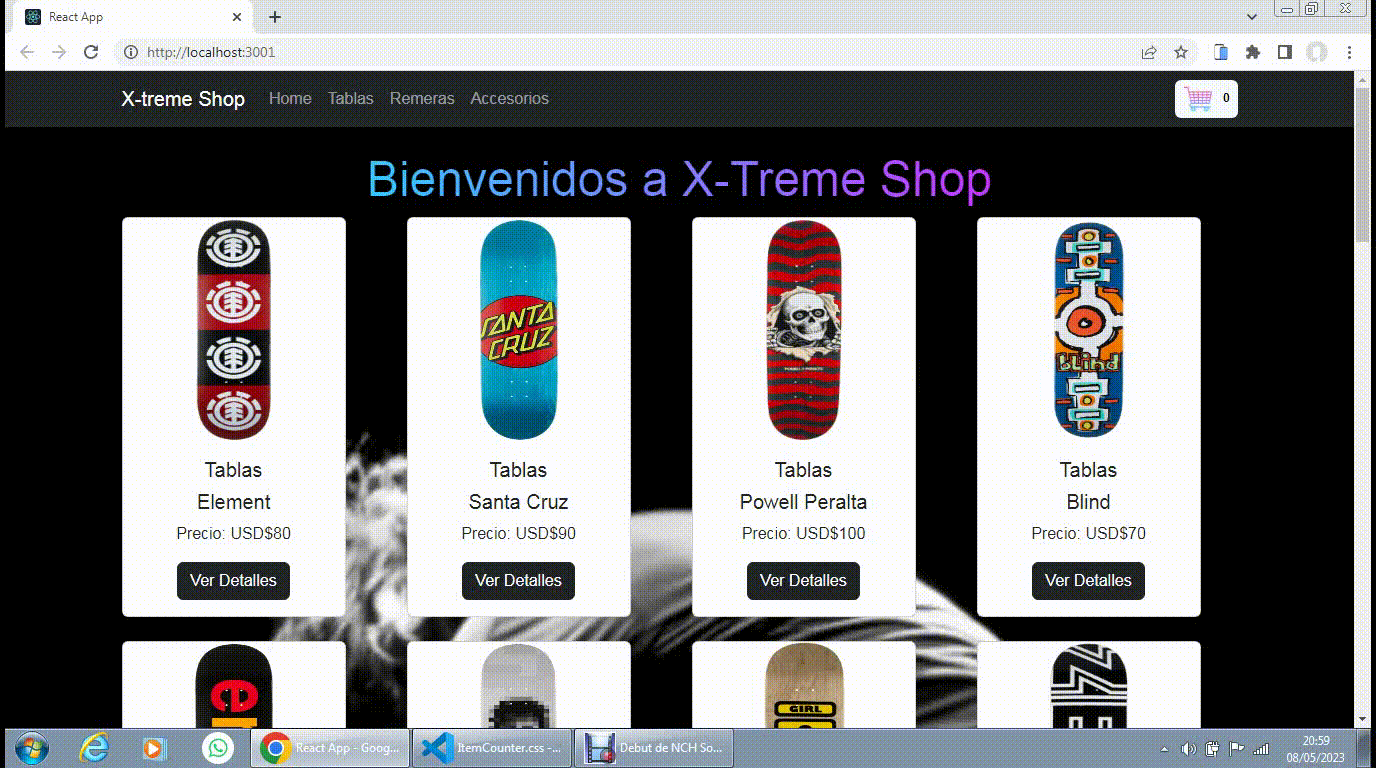 React App
http://localhost:3001
X-treme Shop Home Tablas Remeras Accesorios 0
Bienvenidos a X-Treme Shop
SANTA CRUZ
POWELL PERALTA
blind
Tablas Tablas Tablas Tablas
Element Santa Cruz Powell Peralta Blind
Precio: USD$80 Precio: USD$90 Precio: USD$100 Precio: USD$70
Ver Detalles Ver Detalles Ver Detalles Ver Detalles
GIRL
React App - Goog... ItemCounter.css -... Debut de NCH So...
20:59
08/05/2023